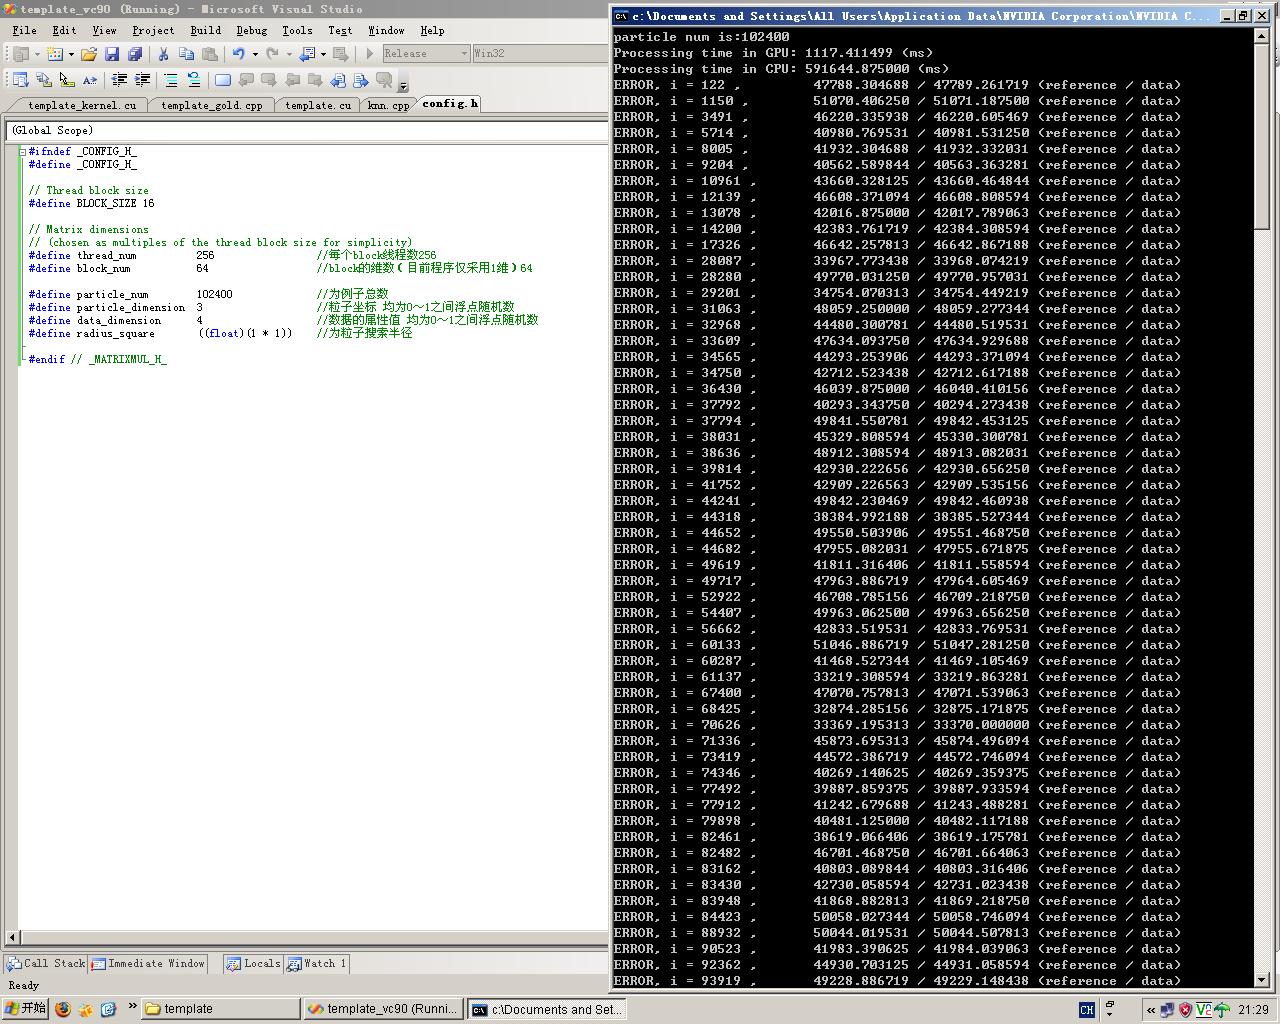 template_vc90 (Running) - Microsoft Visual Studio
File Edit View Project Build Debug Tools Test Window Help
Release Win32
template_kernel.cu template_gold.cpp template.cu knn.cpp config.h
(Global Scope)
#ifndef _CONFIG_H_
#define _CONFIG_H_
// Thread block size
#define BLOCK_SIZE 16
// Matrix dimensions
// (chosen as multiples of the thread block size for simplicity)
#define thread_num 256 //每个block线程数256
#define block_num 64 //block的维数（目前程序仅采用1维）64
#define particle_num 102400 //为例子总数
#define particle_dimension 3 //粒子坐标 均为0～1之间浮点随机数
#define data_dimension 4 //数据的属性值 均为0～1之间浮点随机数
#define radius_square ((float)(1 * 1)) //为粒子搜索半径
#endif // _MATRIXMUL_H_
Call Stack Immediate Window Locals Watch 1
Ready
c:\Documents and Settings\All Users\Application Data\NVIDIA Corporation\NVIDIA C...
particle num is:102400
Processing time in GPU: 1117.411499 (ms)
Processing time in CPU: 591644.875000 (ms)
ERROR, i = 122 , 47788.304688 / 47789.261719 (reference / data)
ERROR, i = 1150 , 51070.406250 / 51071.187500 (reference / data)
ERROR, i = 3491 , 46220.335938 / 46220.605469 (reference / data)
ERROR, i = 5714 , 40980.769531 / 40981.531250 (reference / data)
ERROR, i = 8005 , 41932.304688 / 41932.332031 (reference / data)
ERROR, i = 9204 , 40562.589844 / 40563.363281 (reference / data)
ERROR, i = 10961 , 43660.328125 / 43660.464844 (reference / data)
ERROR, i = 12139 , 46608.371094 / 46608.808594 (reference / data)
ERROR, i = 13078 , 42016.875000 / 42017.789063 (reference / data)
ERROR, i = 14200 , 42383.761719 / 42384.308594 (reference / data)
ERROR, i = 17326 , 46642.257813 / 46642.867188 (reference / data)
ERROR, i = 28087 , 33967.773438 / 33968.074219 (reference / data)
ERROR, i = 28280 , 49770.031250 / 49770.957031 (reference / data)
ERROR, i = 29201 , 34754.070313 / 34754.449219 (reference / data)
ERROR, i = 31063 , 48059.250000 / 48059.277344 (reference / data)
ERROR, i = 32968 , 44480.300781 / 44480.519531 (reference / data)
ERROR, i = 33609 , 47634.093750 / 47634.929688 (reference / data)
ERROR, i = 34565 , 44293.253906 / 44293.371094 (reference / data)
ERROR, i = 34750 , 42712.523438 / 42712.617188 (reference / data)
ERROR, i = 36430 , 46039.875000 / 46040.410156 (reference / data)
ERROR, i = 37792 , 40293.343750 / 40294.273438 (reference / data)
ERROR, i = 37794 , 49841.550781 / 49842.453125 (reference / data)
ERROR, i = 38031 , 45329.808594 / 45330.300781 (reference / data)
ERROR, i = 38636 , 48912.308594 / 48913.082031 (reference / data)
ERROR, i = 39814 , 42930.222656 / 42930.656250 (reference / data)
ERROR, i = 41752 , 42909.226563 / 42909.535156 (reference / data)
ERROR, i = 44241 , 49842.230469 / 49842.460938 (reference / data)
ERROR, i = 44318 , 38384.992188 / 38385.527344 (reference / data)
ERROR, i = 44652 , 49550.503906 / 49551.468750 (reference / data)
ERROR, i = 44682 , 47955.082031 / 47955.671875 (reference / data)
ERROR, i = 49619 , 41811.316406 / 41811.558594 (reference / data)
ERROR, i = 49717 , 47963.886719 / 47964.605469 (reference / data)
ERROR, i = 52922 , 46708.785156 / 46709.218750 (reference / data)
ERROR, i = 54407 , 49963.062500 / 49963.656250 (reference / data)
ERROR, i = 56662 , 42833.519531 / 42833.769531 (reference / data)
ERROR, i = 60133 , 51046.886719 / 51047.281250 (reference / data)
ERROR, i = 60287 , 41468.527344 / 41469.105469 (reference / data)
ERROR, i = 61137 , 33219.308594 / 33219.863281 (reference / data)
ERROR, i = 67400 , 47070.757813 / 47071.539063 (reference / data)
ERROR, i = 68425 , 32874.285156 / 32875.171875 (reference / data)
ERROR, i = 70626 , 33369.195313 / 33370.000000 (reference / data)
ERROR, i = 71336 , 45873.695313 / 45874.496094 (reference / data)
ERROR, i = 73419 , 44572.386719 / 44572.746094 (reference / data)
ERROR, i = 74346 , 40269.140625 / 40269.359375 (reference / data)
ERROR, i = 77492 , 39887.859375 / 39887.933594 (reference / data)
ERROR, i = 77912 , 41242.679688 / 41243.488281 (reference / data)
ERROR, i = 79898 , 40481.125000 / 40482.117188 (reference / data)
ERROR, i = 82461 , 38619.066406 / 38619.175781 (reference / data)
ERROR, i = 82482 , 46701.468750 / 46701.664063 (reference / data)
ERROR, i = 83162 , 40803.089844 / 40803.316406 (reference / data)
ERROR, i = 83430 , 42730.058594 / 42731.023438 (reference / data)
ERROR, i = 83948 , 41868.882813 / 41869.218750 (reference / data)
ERROR, i = 84423 , 50058.027344 / 50058.746094 (reference / data)
ERROR, i = 88932 , 50044.019531 / 50044.507813 (reference / data)
ERROR, i = 90523 , 41983.390625 / 41984.039063 (reference / data)
ERROR, i = 92362 , 44930.703125 / 44931.058594 (reference / data)
ERROR, i = 93919 , 49228.886719 / 49229.148438 (reference / data)
开始 template template_vc90 (Runni... c:\Documents and Set... CH 21:29